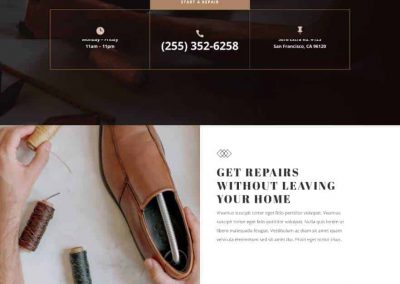 START A REPAIR
Monday – Friday
11am – 11pm
(255) 352-6258
San Francisco, CA 96120
GET REPAIRS
WITHOUT LEAVING
YOUR HOME
Vivamus suscipit tortor eget felis porttitor volutpat. Vivamus
suscipit tortor eget felis porttitor volutpat. Nulla quis lorem ut
libero malesuada feugiat. Vestibulum ac diam sit amet quam
vehicula elementum sed sit amet dui. Proin eget tortor risus.